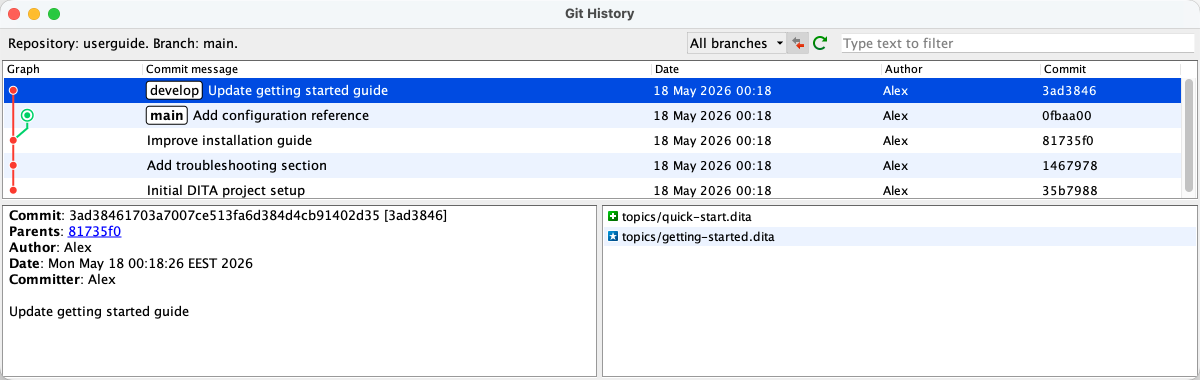 Git History
Repository: userguide. Branch: main.
All branches
Type text to filter
Graph Commit message Date Author Commit
develop Update getting started guide 18 May 2026 00:18 Alex 3ad3846
main Add configuration reference 18 May 2026 00:18 Alex 0fbaa00
Improve installation guide 18 May 2026 00:18 Alex 81735f0
Add troubleshooting section 18 May 2026 00:18 Alex 1467978
Initial DITA project setup 18 May 2026 00:18 Alex 35b7988
Commit: 3ad38461703a7007ce513fa6d384d4cb91402d35 [3ad3846]
Parents: 81735f0
Author: Alex
Date: Mon May 18 00:18:26 EEST 2026
Committer: Alex
Update getting started guide
topics/quick-start.dita
topics/getting-started.dita